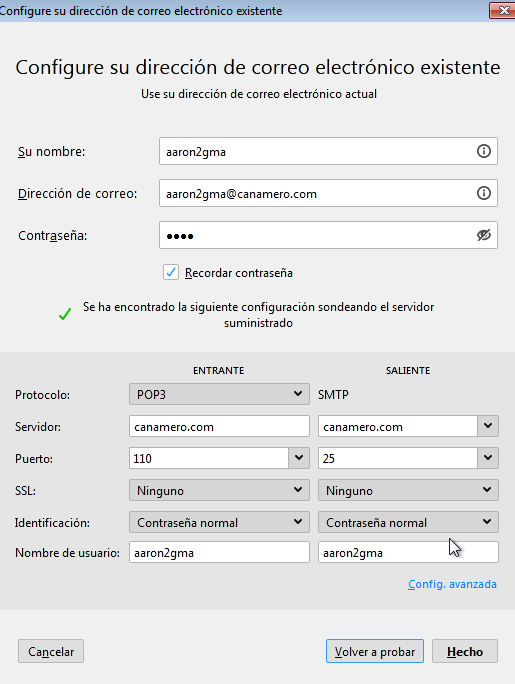 Configure su dirección de correo electrónico existente
Configure su dirección de correo electrónico existente
Use su dirección de correo electrónico actual
Su nombre: aaron2gma
Dirección de correo: aaron2gma@canamero.com
Contraseña: ●●●●
Recordar contraseña
Se ha encontrado la siguiente configuración sondeando el servidor
suministrado
ENTRANTE SALIENTE
Protocolo: POP3 SMTP
Servidor: canamero.com canamero.com
Puerto: 110 25
SSL: Ninguno Ninguno
Identificación: Contraseña normal Contraseña normal
Nombre de usuario: aaron2gma aaron2gma
Config. avanzada
Cancelar Volver a probar Hecho